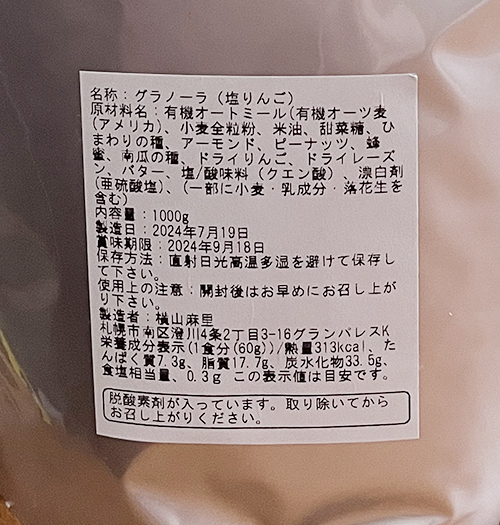 名称：グラノーラ（塩りんご）
原材料名：有機オートミール(有機オーツ麦
(アメリカ)、小麦全粒粉、米油、甜菜糖、ひ
まわりの種、アーモンド、ピーナッツ、蜂
蜜、南瓜の種、ドライりんご、ドライレーズ
ン、バター、塩/酸味料（クエン酸）、漂白剤
(亜硫酸塩)、(一部に小麦・乳成分・落花生を
含む)
内容量：1000g
製造日：2024年7月19日
賞味期限：2024年9月18日
保存方法：直射日光高温多湿を避けて保存し
て下さい。
使用上の注意：開封後はお早めにお召し上が
り下さい。
製造者：横山麻里
札幌市南区澄川4条2丁目3-16グランパレスK
栄養成分表示(1食分(60g))/熱量313kcal、た
んぱく質7.3g、脂質17.7g、炭水化物33.5g、
食塩相当量、0.3g この表示値は目安です。
脱酸素剤が入っています。取り除いてから
お召し上がりください。